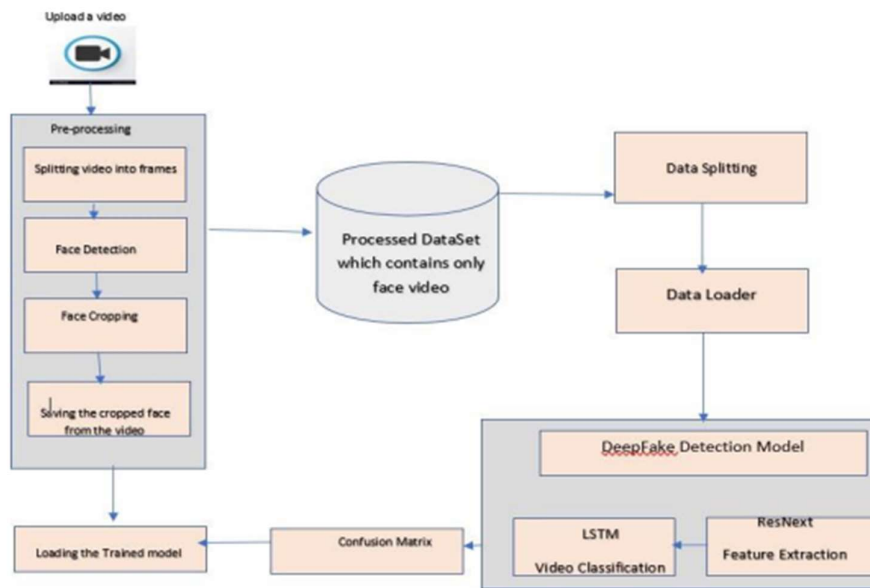 Upload a video
Pre-processing
Splitting video into frames
Face Detection
Face Cropping
Saving the cropped face
from the video
Loading the Trained model
Processed DataSet
which contains only
face video
Data Splitting
Data Loader
DeepFake Detection Model
ResNext
Feature Extraction
LSTM
Video Classification
Confusion Matrix